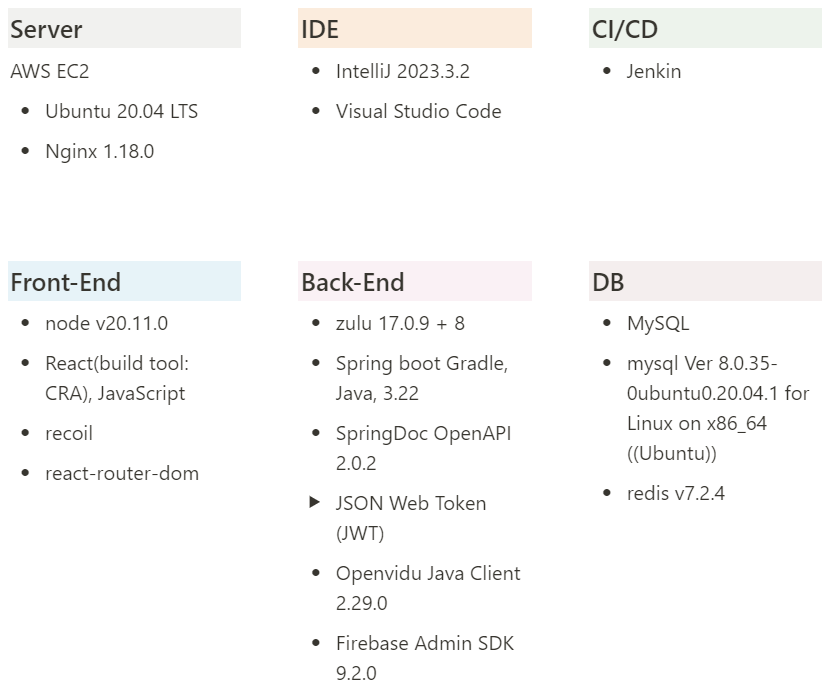 Server
AWS EC2
Ubuntu 20.04 LTS
Nginx 1.18.0
IDE
IntelliJ 2023.3.2
Visual Studio Code
CI/CD
Jenkin
Front-End
node v20.11.0
React(build tool:
CRA), JavaScript
recoil
react-router-dom
Back-End
zulu 17.0.9 + 8
Spring boot Gradle,
Java, 3.22
SpringDoc OpenAPI
2.0.2
JSON Web Token
(JWT)
Openvidu Java Client
2.29.0
Firebase Admin SDK
9.2.0
DB
MySQL
mysql Ver 8.0.35-
0ubuntu0.20.04.1 for
Linux on x86_64
((Ubuntu))
redis v7.2.4